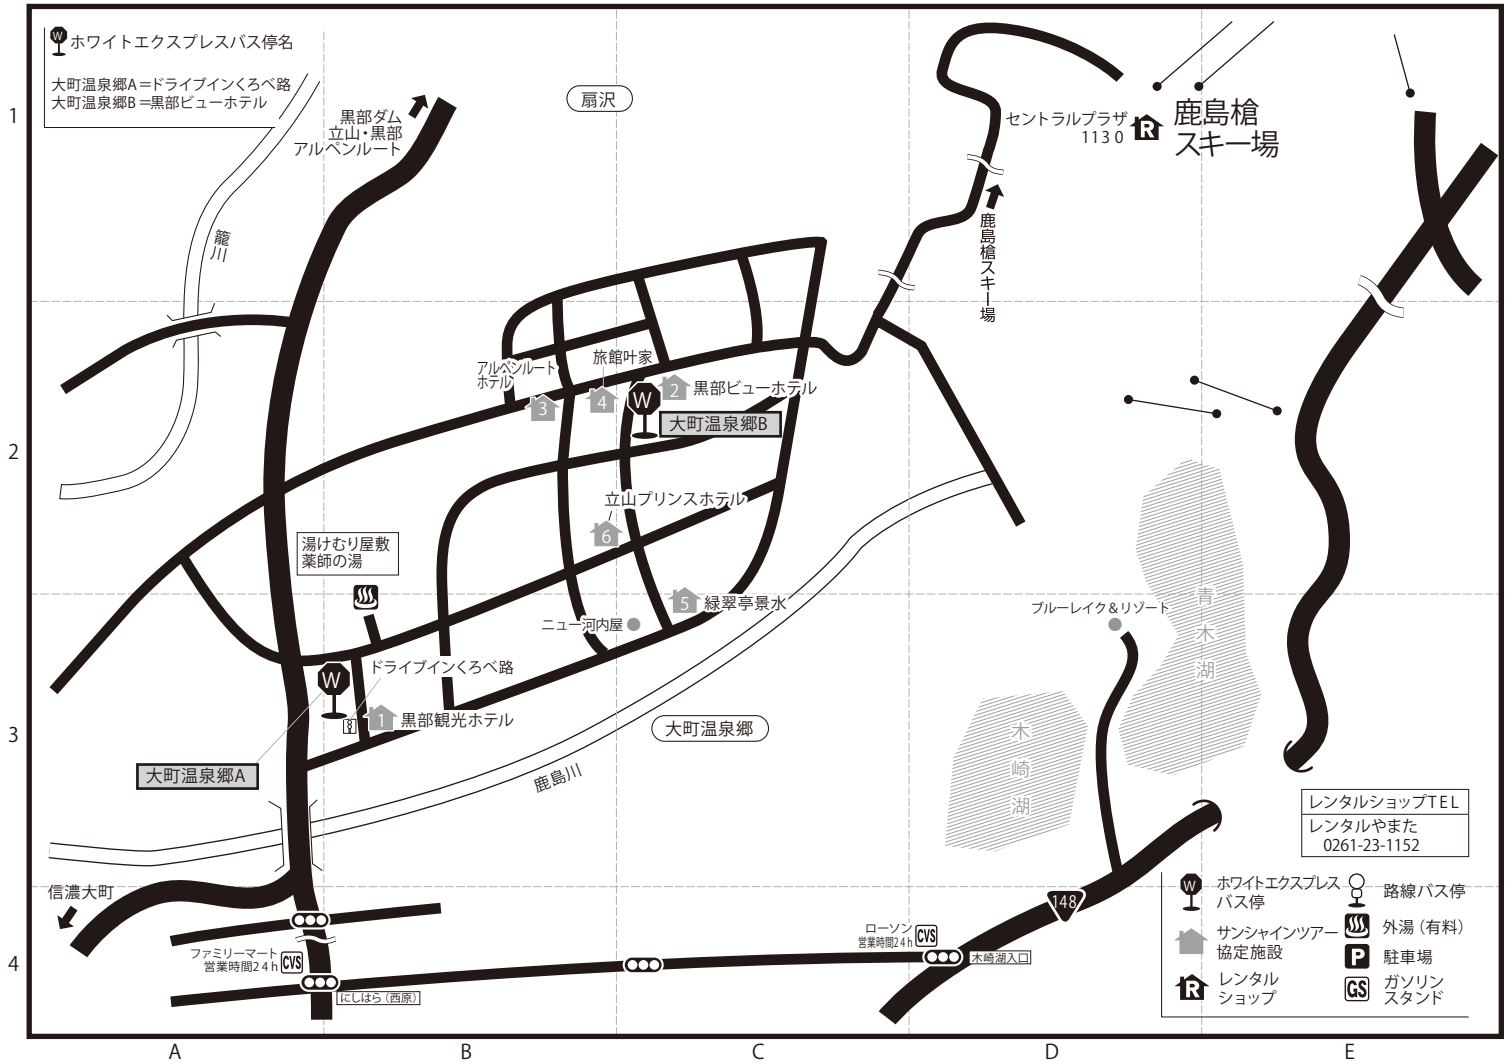 W ホワイトエクスプレスバス停名
大町温泉郷A＝ドライブインくろべ路
大町温泉郷B＝黒部ビューホテル
黒部ダム
立山・黒部
アルペンルート
扇沢
セントラルプラザ
1130
R
鹿島槍
スキー場
鹿島槍スキー場
籠川
1
2
3
4
アルペンルート
ホテル
3
旅館叶家
4
W
2
黒部ビューホテル
大町温泉郷B
立山プリンスホテル
6
湯けむり屋敷
薬師の湯
5
緑翠亭景水
ニュー河内屋
ブルーレイク＆リゾート
青木湖
木崎湖
ドライブインくろべ路
W
1
黒部観光ホテル
大町温泉郷A
大町温泉郷
鹿島川
信濃大町
ファミリーマート
営業時間24h
CVS
にしはら（西原）
ローソン
営業時間24h
CVS
木崎湖入口
148
レンタルショップTEL
レンタルやまた
0261-23-1152
W
ホワイトエクスプレス
バス停
サンシャインツアー
協定施設
R
レンタル
ショップ
路線バス停
外湯（有料）
P
駐車場
GS
ガソリン
スタンド
A
B
C
D
E